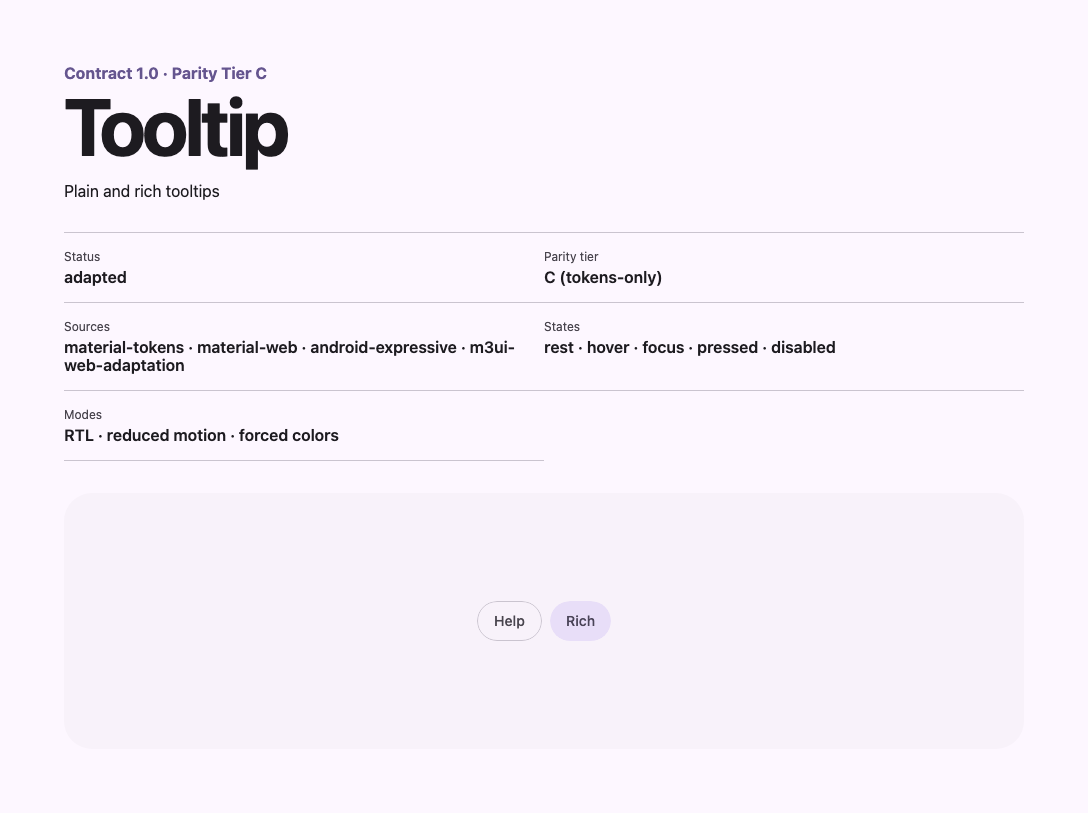 Contract 1.0 · Parity Tier C
Tooltip
Plain and rich tooltips
Status
adapted
Parity tier
C (tokens-only)
Sources
material-tokens · material-web · android-expressive · m3ui-
web-adaptation
States
rest · hover · focus · pressed · disabled
Modes
RTL · reduced motion · forced colors
Help
Rich